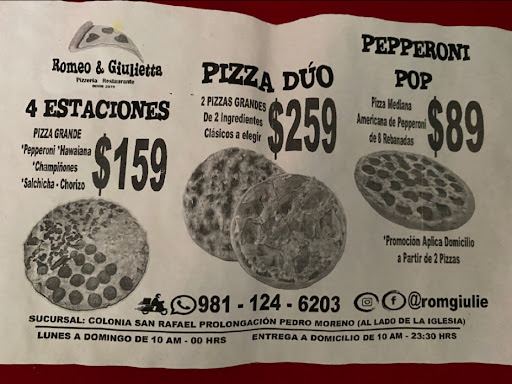 Romeo & Giulietta
Pizzeria Restaurante
4 ESTACIONES
PIZZA GRANDE
*Pepperoni *Hawaiana
*Champiñones
*Salchicha - Chorizo
$159
PIZZA DÚO
2 PIZZAS GRANDES
De 2 Ingredientes
Clásicos a elegir
$259
PEPPERONI
POP
Pizza Mediana
Americana de Pepperoni
de 8 Rebanadas
$89
*Promoción Aplica Domicilio
a Partir de 2 Pizzas
981 - 124 - 6203
@romgiulie
SUCURSAL: COLONIA SAN RAFAEL PROLONGACIÓN PEDRO MORENO (AL LADO DE LA IGLESIA)
LUNES A DOMINGO DE 10 AM - 00 HRS
ENTREGA A DOMICILIO DE 10 AM - 23:30 HRS